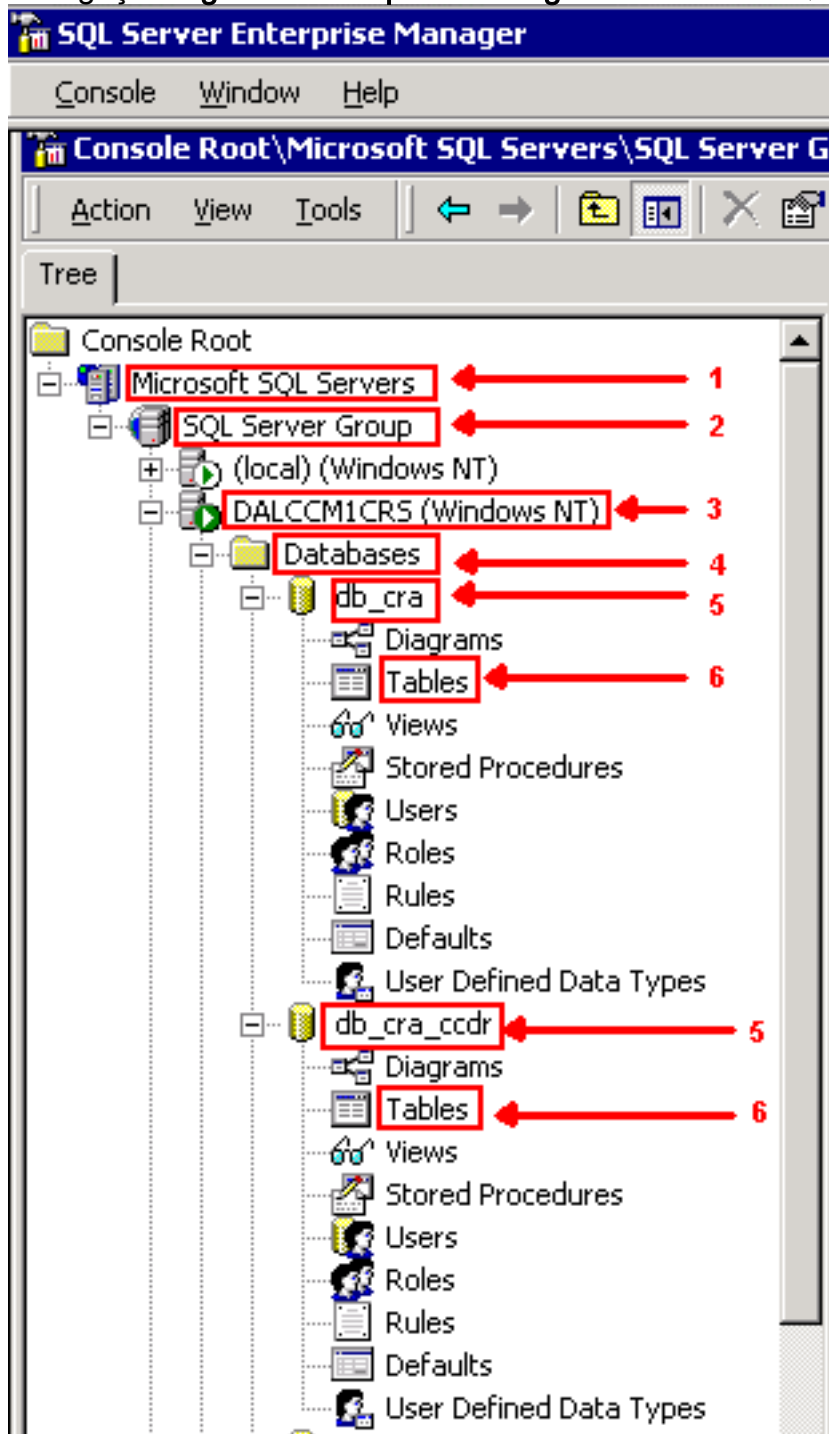 SQL Server Enterprise Manager
Console Window Help
Console Root\Microsoft SQL Servers\SQL Server G
Action View Tools
Tree
Console Root
Microsoft SQL Servers 1
SQL Server Group 2
(local) (Windows NT)
DALCCM1CRS (Windows NT) 3
Databases 4
db_cra 5
Diagrams
Tables 6
Views
Stored Procedures
Users
Roles
Rules
Defaults
User Defined Data Types
db_cra_ccdr 5
Diagrams
Tables 6
Views
Stored Procedures
Users
Roles
Rules
Defaults
User Defined Data Types